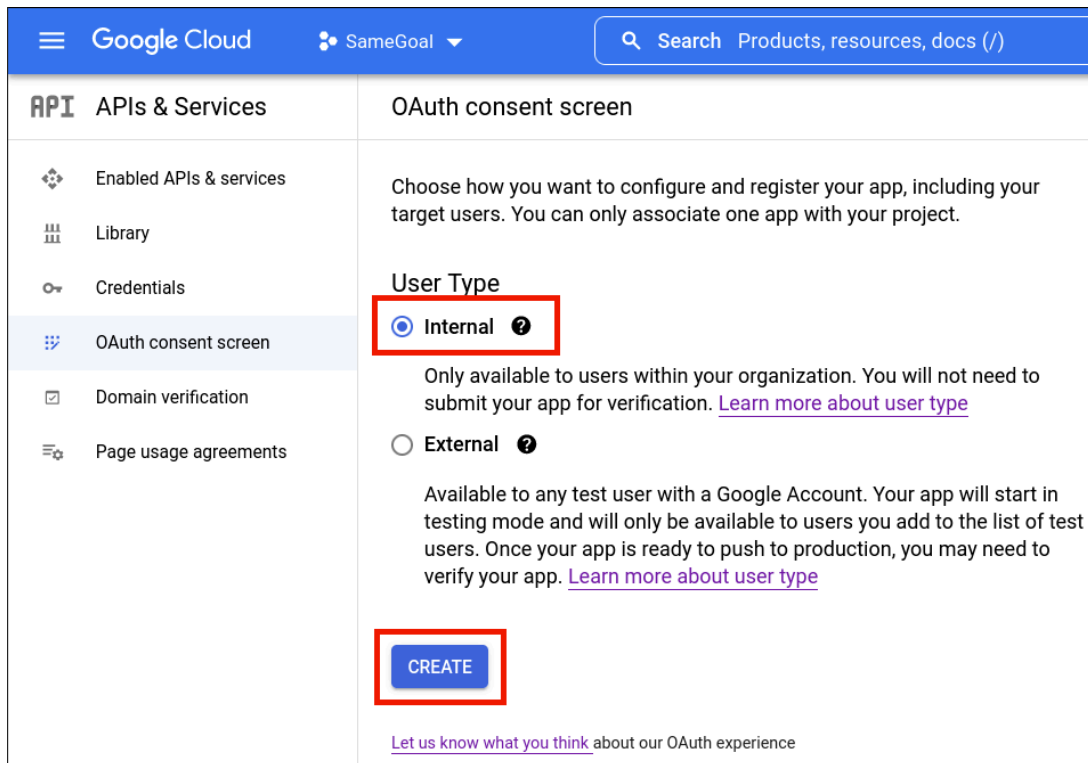 Google Cloud
SameGoal
Search Products, resources, docs (/)
API APIs & Services
OAuth consent screen
Enabled APIs & services
Library
Credentials
OAuth consent screen
Domain verification
Page usage agreements
Choose how you want to configure and register your app, including your
target users. You can only associate one app with your project.
User Type
Internal
Only available to users within your organization. You will not need to
submit your app for verification. Learn more about user type
External
Available to any test user with a Google Account. Your app will start in
testing mode and will only be available to users you add to the list of test
users. Once your app is ready to push to production, you may need to
verify your app. Learn more about user type
CREATE
Let us know what you think about our OAuth experience